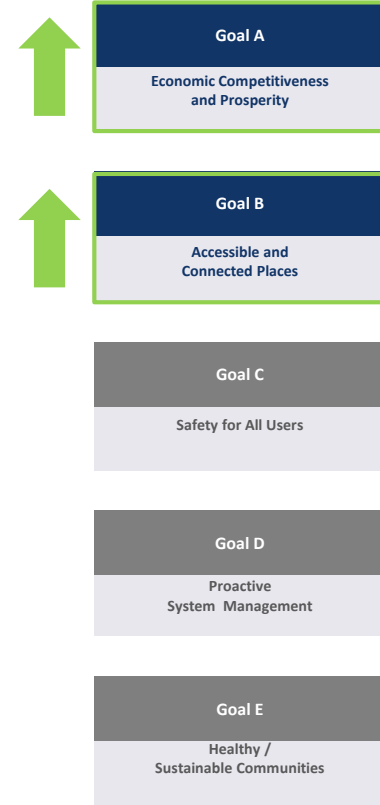 Goal A
Economic Competitiveness
and Prosperity
Goal B
Accessible and
Connected Places
Goal C
Safety for All Users
Goal D
Proactive
System Management
Goal E
Healthy /
Sustainable Communities